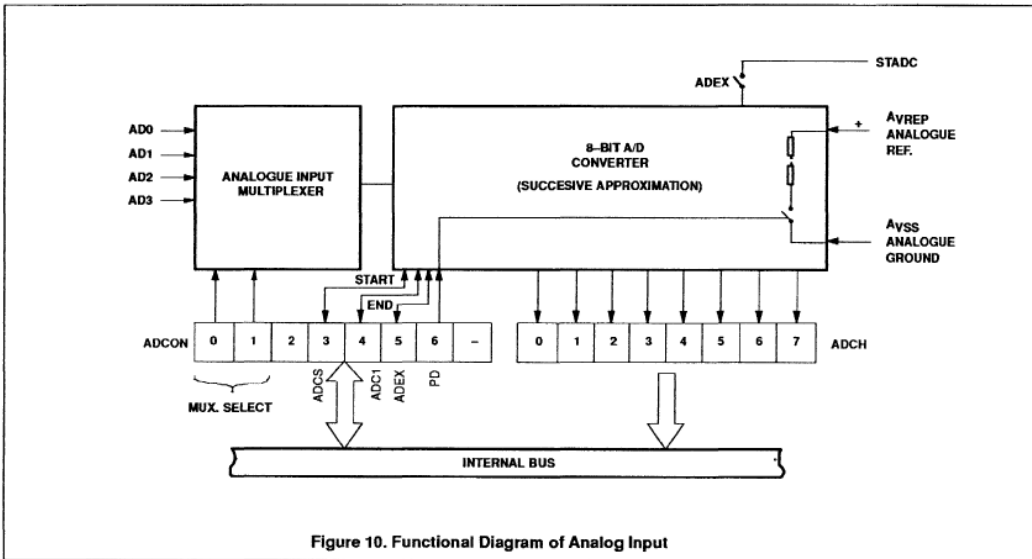 STADC
ADEX
AVREP
ANALOGUE
REF.
+
AD0
AD1
AD2
AD3
ANALOGUE INPUT
MULTIPLEXER
8–BIT A/D
CONVERTER
(SUCCESIVE APPROXIMATION)
AVSS
ANALOGUE
GROUND
START
END
ADCON
0 1 2 3 4 5 6 –
0 1 2 3 4 5 6 7
ADCH
MUX. SELECT
ADCS
ADC1
ADEX
PD
INTERNAL BUS
Figure 10. Functional Diagram of Analog Input